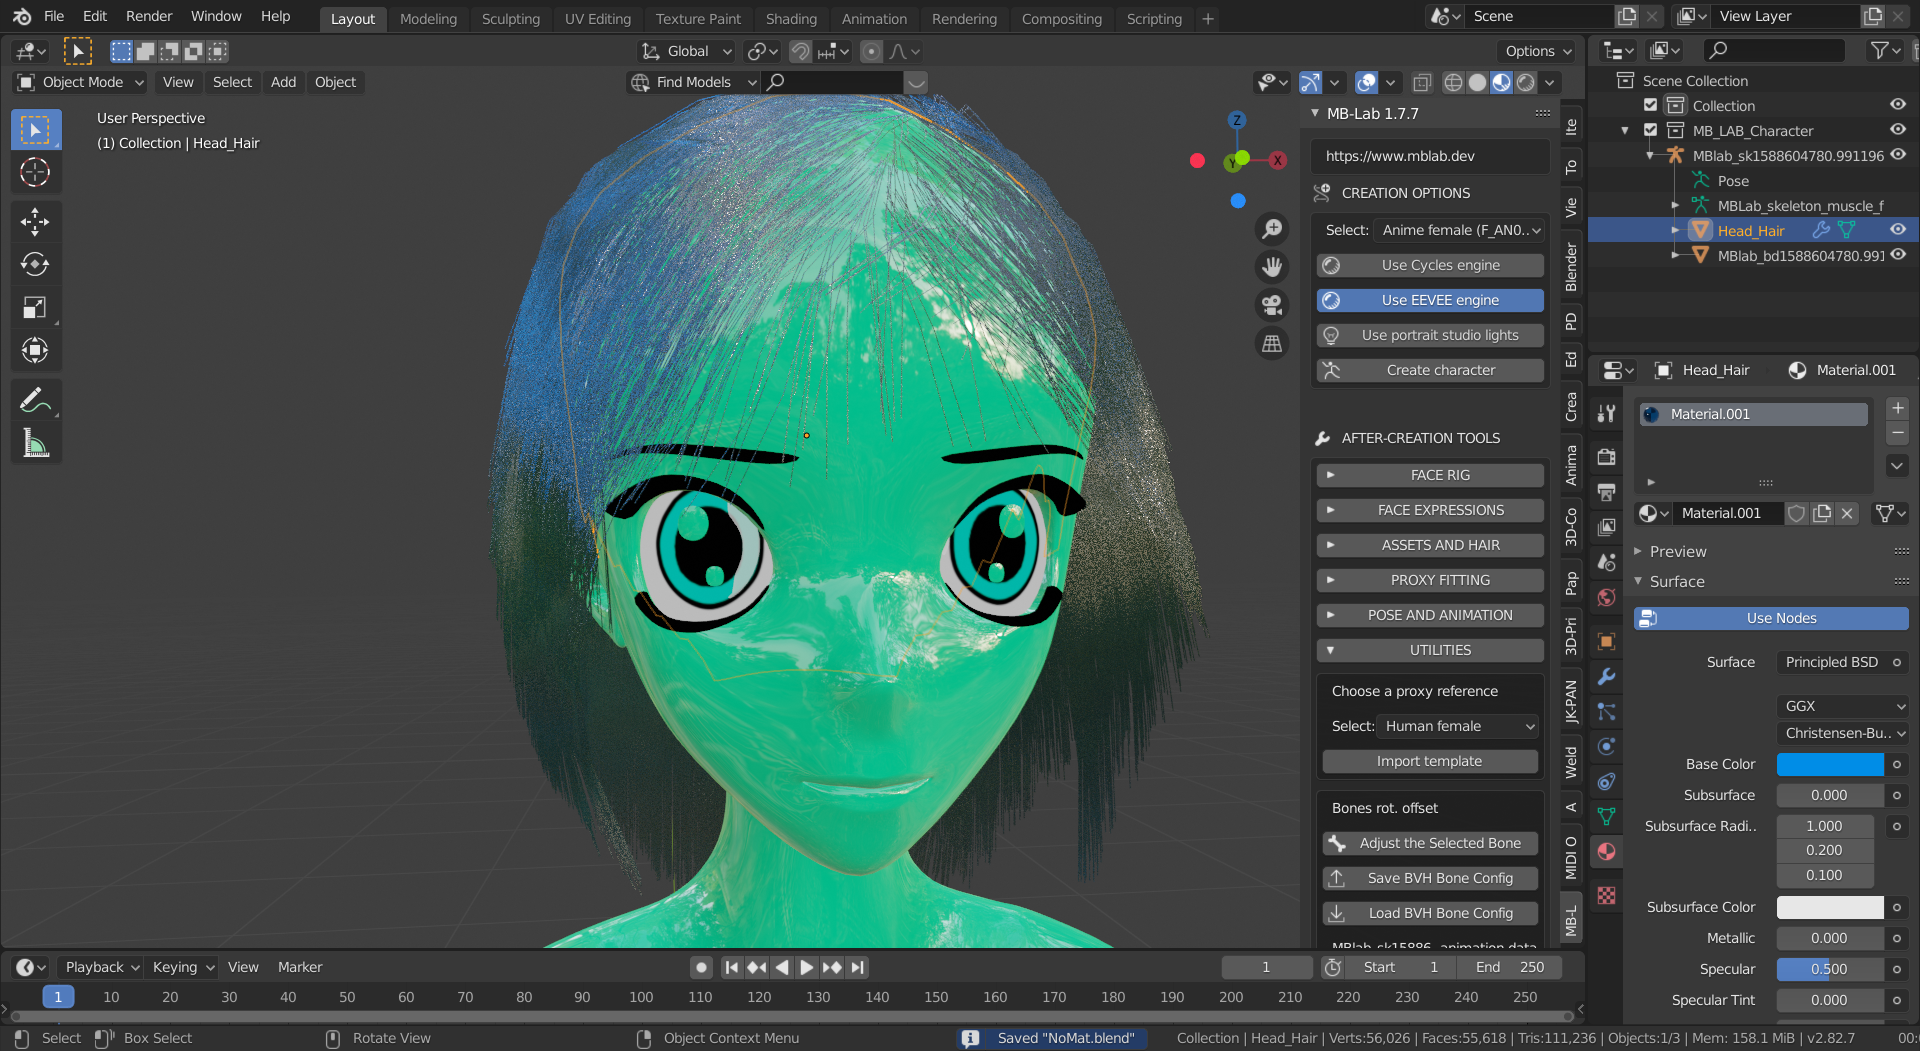 File Edit Render Window Help Layout Modeling Sculpting UV Editing Texture Paint Shading Animation Rendering Compositing Scripting + Scene View Layer
Global Options
Object Mode View Select Add Object Find Models
User Perspective
(1) Collection | Head_Hair
Z
X
Y
MB-Lab 1.7.7
https://www.mblab.dev
CREATION OPTIONS
Select: Anime female (F_AN0..
Use Cycles engine
Use EEVEE engine
Use portrait studio lights
Create character
AFTER-CREATION TOOLS
FACE RIG
FACE EXPRESSIONS
ASSETS AND HAIR
PROXY FITTING
POSE AND ANIMATION
UTILITIES
Choose a proxy reference
Select: Human female
Import template
Bones rot. offset
Adjust the Selected Bone
Save BVH Bone Config
Load BVH Bone Config
MBlab_sk15886 animation data
Ite
To
Vie
Blender
PD
Ed
Crea
Anima
3D-Co
Pap
3D-Pri
JK-PAN
Weld
A
MIDI O
MB-L
Scene Collection
Collection
MB_LAB_Character
MBlab_sk1588604780.991196
Pose
MBLab_skeleton_muscle_f
Head_Hair
MBlab_bd1588604780.991
Head_Hair Material.001
Material.001
Material.001
Preview
Surface
Use Nodes
Surface Principled BSD
GGX
Christensen-Bu..
Base Color
Subsurface 0.000
Subsurface Radi.. 1.000
0.200
0.100
Subsurface Color
Metallic 0.000
Specular 0.500
Specular Tint 0.000
Playback Keying View Marker 1 Start 1 End 250
1 10 20 30 40 50 60 70 80 90 100 110 120 130 140 150 160 170 180 190 200 210 220 230 240 250
Select Box Select Rotate View Object Context Menu Saved "NoMat.blend" Collection | Head_Hair | Verts:56,026 | Faces:55,618 | Tris:111,236 | Objects:1/3 | Mem: 158.1 MiB | v2.82.7 00: